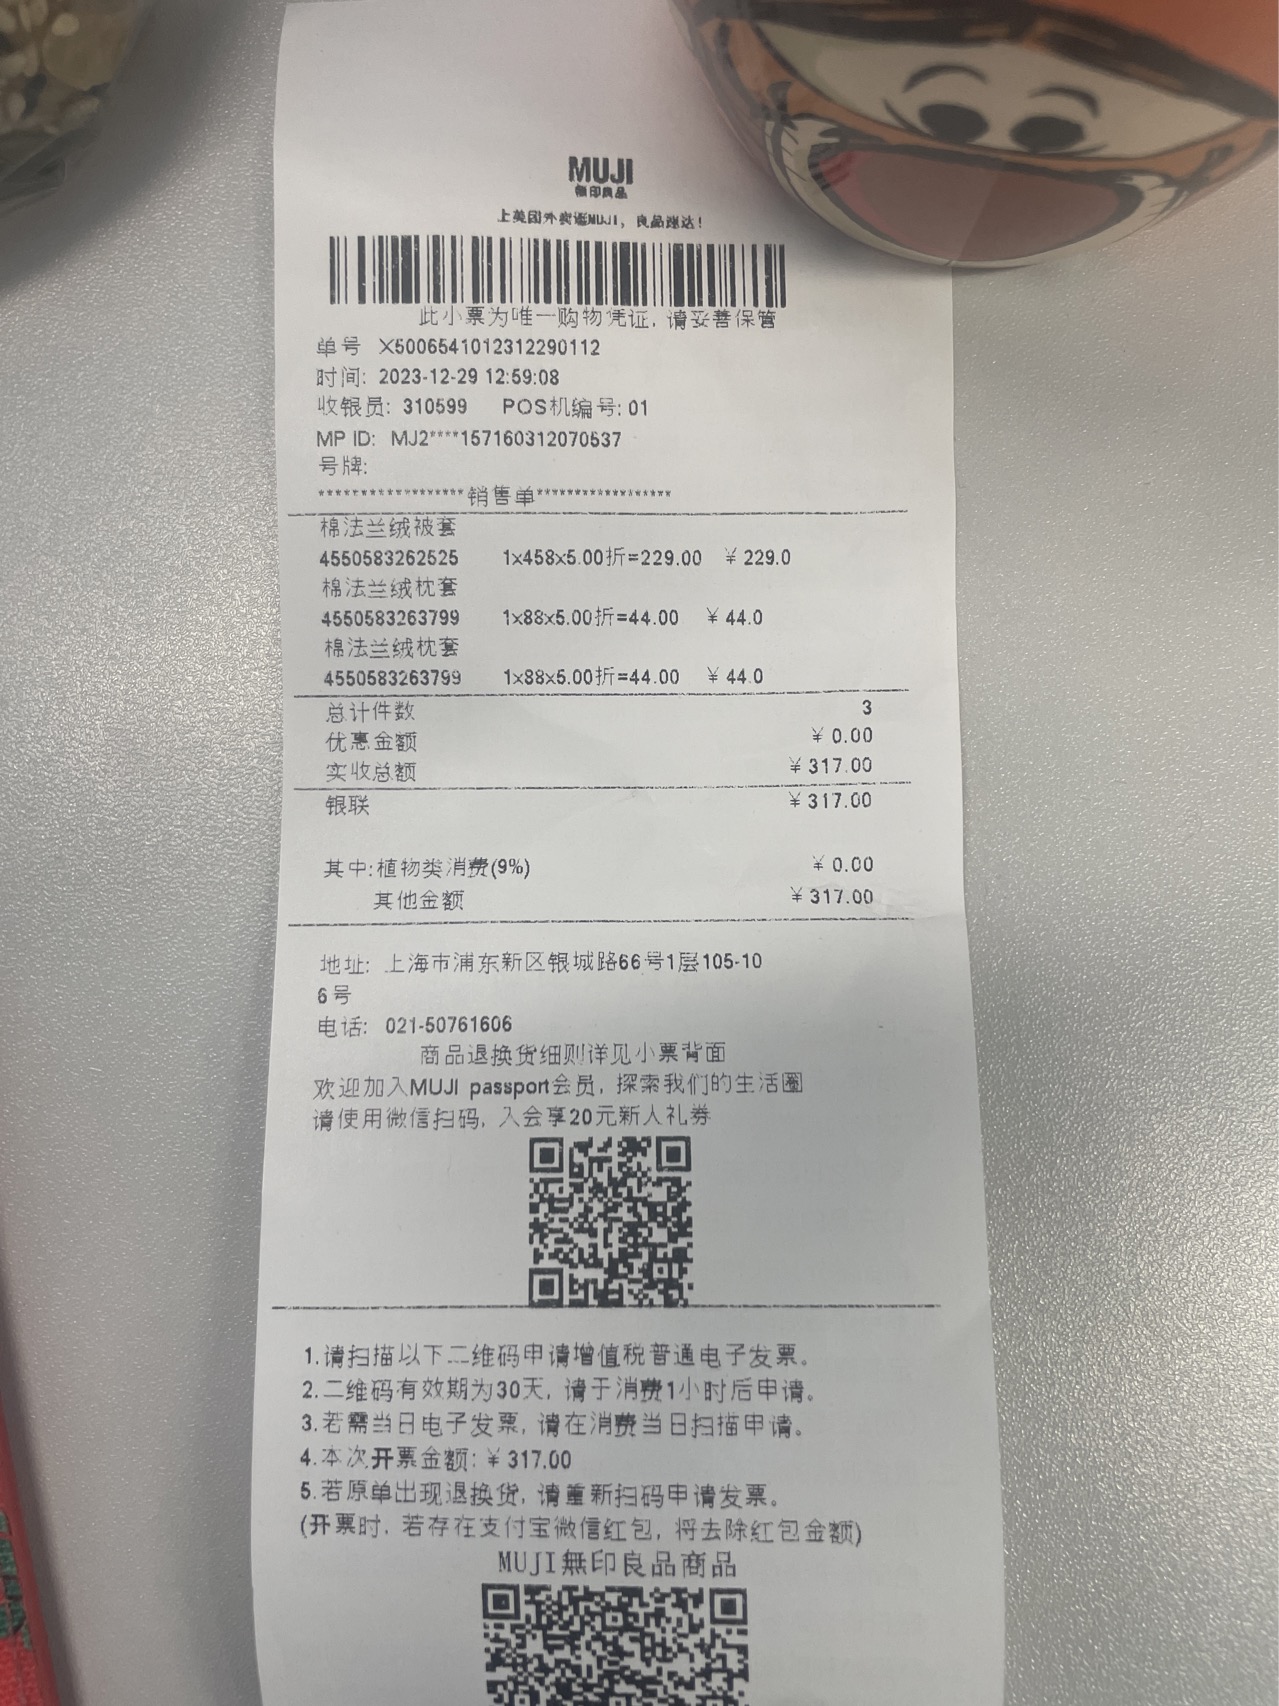 MUJI
無印良品
上美团外卖逛MUJI，良品速达！
此小票为唯一购物凭证，请妥善保管
单号 X5006541012312290112
时间: 2023-12-29 12:59:08
收银员: 310599 POS机编号: 01
MP ID: MJ2****157160312070537
号牌:
******************销售单******************
棉法兰绒被套
4550583262525 1x458x5.00折=229.00 ￥229.0
棉法兰绒枕套
4550583263799 1x88x5.00折=44.00 ￥44.0
棉法兰绒枕套
4550583263799 1x88x5.00折=44.00 ￥44.0
总计件数 3
优惠金额 ￥0.00
实收总额 ￥317.00
银联 ￥317.00
其中:植物类消费(9%) ￥0.00
其他金额 ￥317.00
地址: 上海市浦东新区银城路66号1层105-10
6号
电话: 021-50761606
商品退换货细则详见小票背面
欢迎加入MUJI passport会员, 探索我们的生活圈
请使用微信扫码, 入会享20元新人礼券
1.请扫描以下二维码申请增值税普通电子发票。
2.二维码有效期为30天, 请于消费1小时后申请。
3.若需当日电子发票, 请在消费当日扫描申请。
4.本次开票金额: ￥317.00
5.若原单出现退换货, 请重新扫码申请发票。
(开票时, 若存在支付宝微信红包, 将去除红包金额)
MUJI無印良品商品